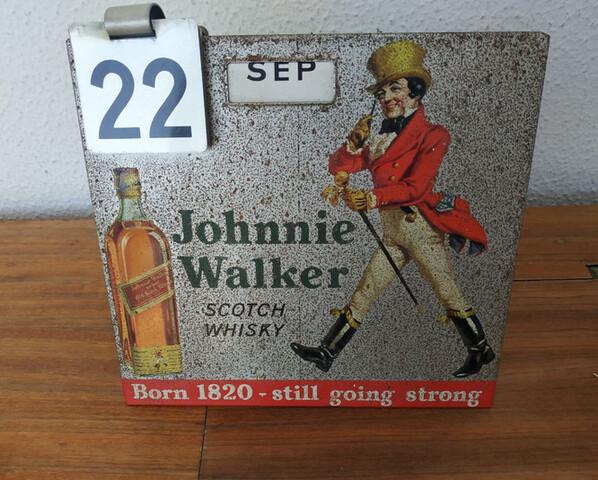 22
SEP
Johnnie
Walker
SCOTCH
WHISKY
Born 1820 - still going strong